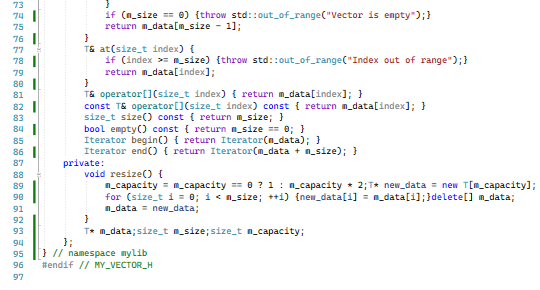 73 }
74 if (m_size == 0) {throw std::out_of_range("Vector is empty");}
75 return m_data[m_size - 1];
76 }
77 T& at(size_t index) {
78 if (index >= m_size) {throw std::out_of_range("Index out of range");}
79 return m_data[index];
80 }
81 T& operator[](size_t index) { return m_data[index]; }
82 const T& operator[](size_t index) const { return m_data[index]; }
83 size_t size() const { return m_size; }
84 bool empty() const { return m_size == 0; }
85 Iterator begin() { return Iterator(m_data); }
86 Iterator end() { return Iterator(m_data + m_size); }
87 private:
88 void resize() {
89 m_capacity = m_capacity == 0 ? 1 : m_capacity * 2;T* new_data = new T[m_capacity];
90 for (size_t i = 0; i < m_size; ++i) {new_data[i] = m_data[i];}delete[] m_data;
91 m_data = new_data;
92 }
93 T* m_data;size_t m_size;size_t m_capacity;
94 };
95 } // namespace mylib
96 #endif // MY_VECTOR_H
97